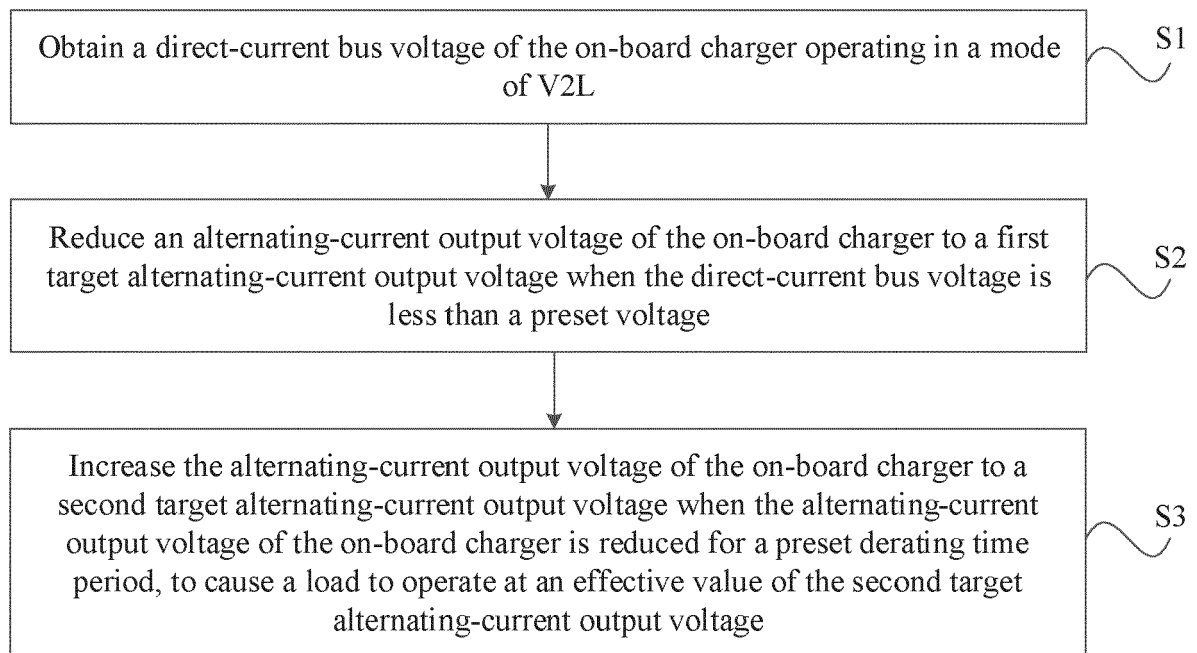 Obtain a direct-current bus voltage of the on-board charger operating in a mode
of V2L
S1
Reduce an alternating-current output voltage of the on-board charger to a first
target alternating-current output voltage when the direct-current bus voltage is
less than a preset voltage
S2
Increase the alternating-current output voltage of the on-board charger to a
second target alternating-current output voltage when the alternating-current
output voltage of the on-board charger is reduced for a preset derating time
period, to cause a load to operate at an effective value of the second target
alternating-current output voltage
S3